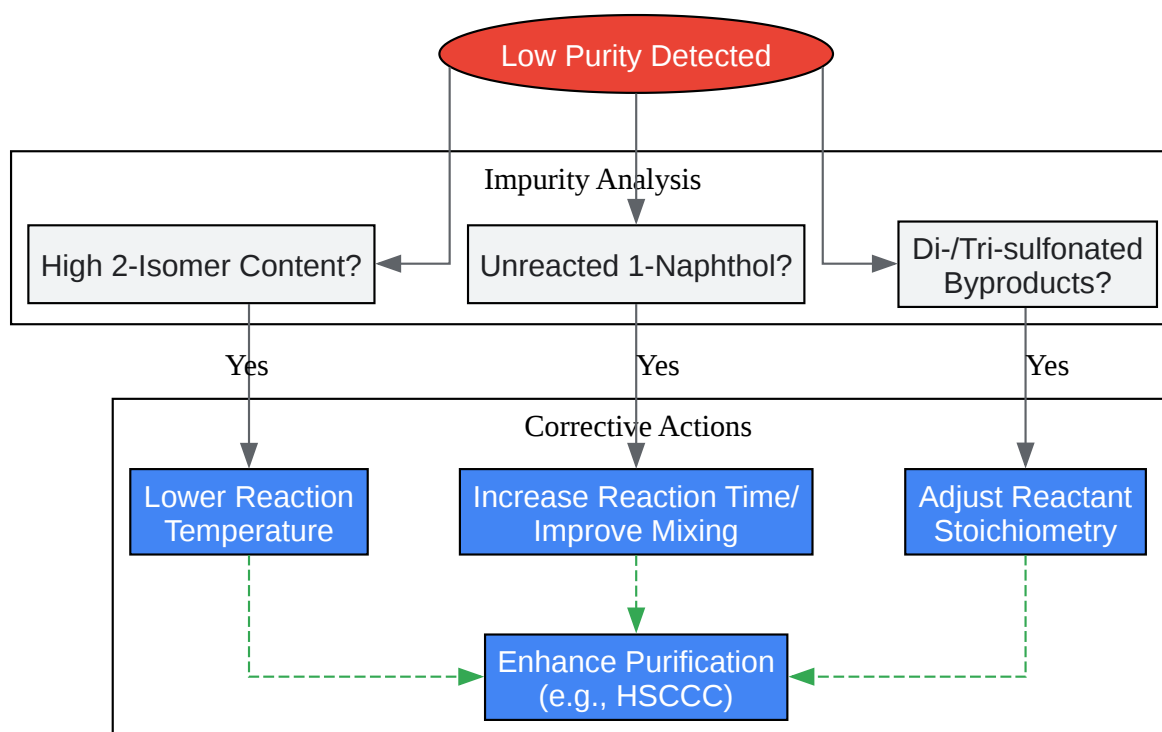 Low Purity Detected
Impurity Analysis
High 2-Isomer Content?
Unreacted 1-Naphthol?
Di-/Tri-sulfonated
Byproducts?
Yes
Yes
Yes
Corrective Actions
Lower Reaction
Temperature
Increase Reaction Time/
Improve Mixing
Adjust Reactant
Stoichiometry
Enhance Purification
(e.g., HSCCC)